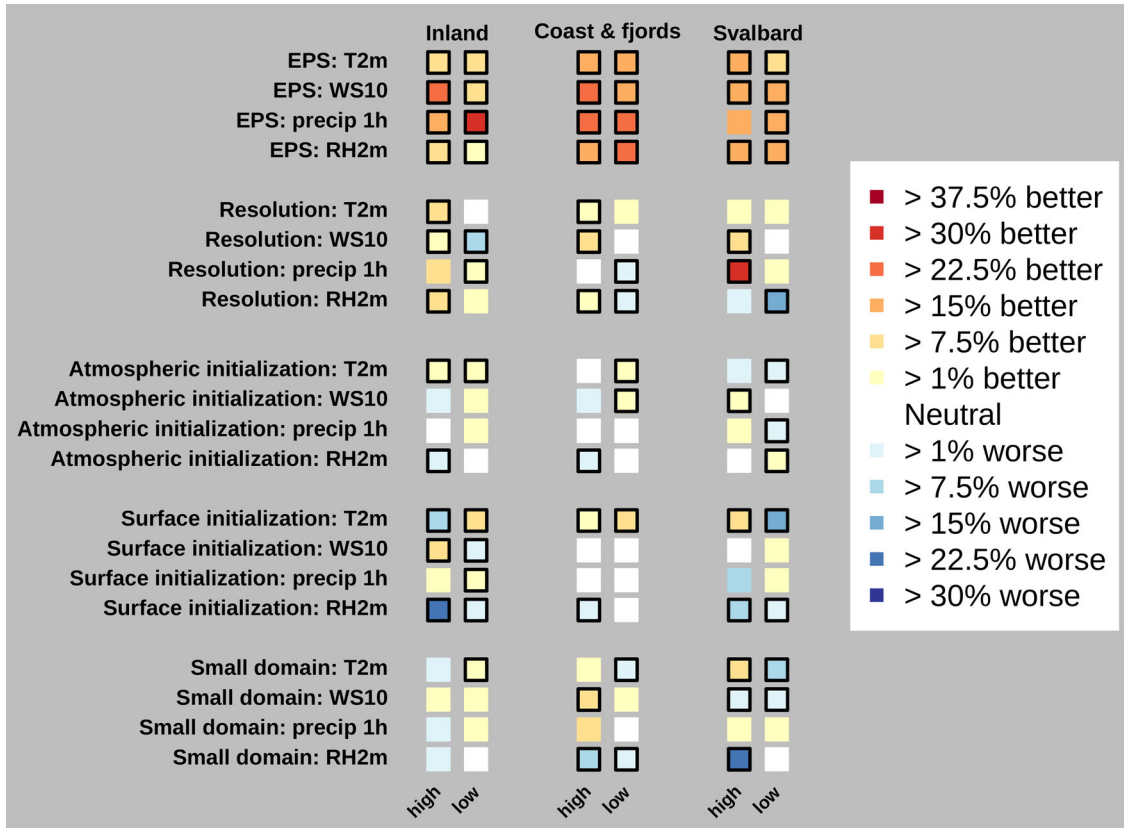 Inland Coast & fjords Svalbard
EPS: T2m
EPS: WS10
EPS: precip 1h
EPS: RH2m
Resolution: T2m
Resolution: WS10
Resolution: precip 1h
Resolution: RH2m
Atmospheric initialization: T2m
Atmospheric initialization: WS10
Atmospheric initialization: precip 1h
Atmospheric initialization: RH2m
Surface initialization: T2m
Surface initialization: WS10
Surface initialization: precip 1h
Surface initialization: RH2m
Small domain: T2m
Small domain: WS10
Small domain: precip 1h
Small domain: RH2m
high low high low high low
> 37.5% better
> 30% better
> 22.5% better
> 15% better
> 7.5% better
> 1% better
Neutral
> 1% worse
> 7.5% worse
> 15% worse
> 22.5% worse
> 30% worse